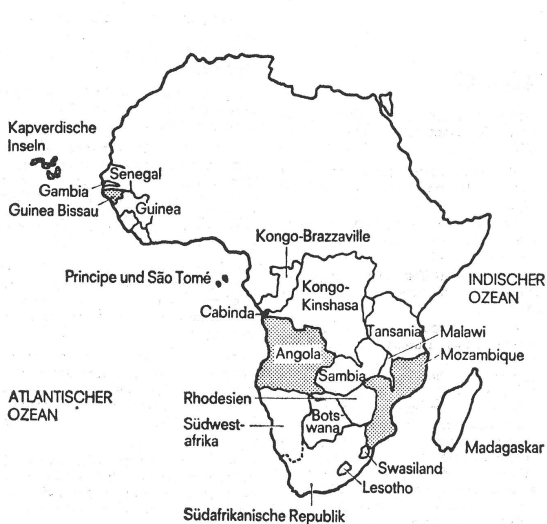 Kapverdische
Inseln
Senegal
Gambia
Guinea Bissau
Guinea
Kongo-Brazzaville
Principe und São Tomé
Kongo-
Kinshasa
INDISCHER
OZEAN
Cabinda
Tansania
Malawi
Angola
Mozambique
Sambia
ATLANTISCHER
OZEAN
Rhodesien
Bots-
wana
Südwest-
afrika
Madagaskar
Swasiland
Lesotho
Südafrikanische Republik